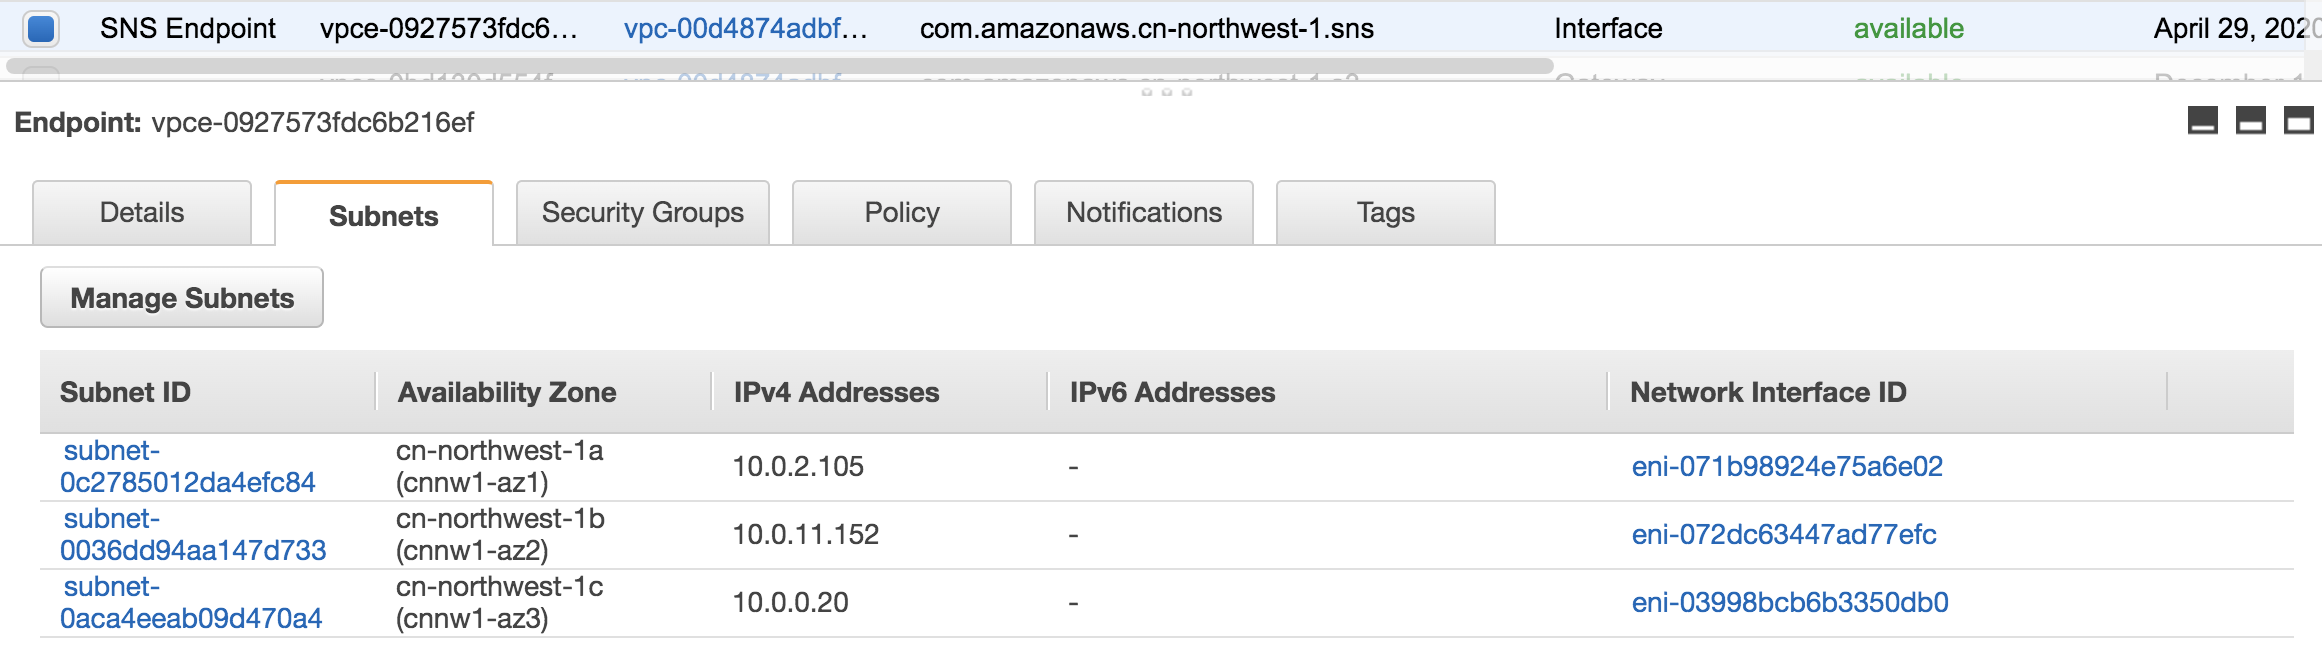 SNS Endpoint vpce-0927573fdc6... vpc-00d4874adbf... com.amazonaws.cn-northwest-1.sns Interface available April 29, 2020
Endpoint: vpce-0927573fdc6b216ef
Details Subnets Security Groups Policy Notifications Tags
Manage Subnets
Subnet ID Availability Zone IPv4 Addresses IPv6 Addresses Network Interface ID
subnet-0c2785012da4efc84 cn-northwest-1a (cnnw1-az1) 10.0.2.105 - eni-071b98924e75a6e02
subnet-0036dd94aa147d733 cn-northwest-1b (cnnw1-az2) 10.0.11.152 - eni-072dc63447ad77efc
subnet-0aca4eeab09d470a4 cn-northwest-1c (cnnw1-az3) 10.0.0.20 - eni-03998bcb6b3350db0